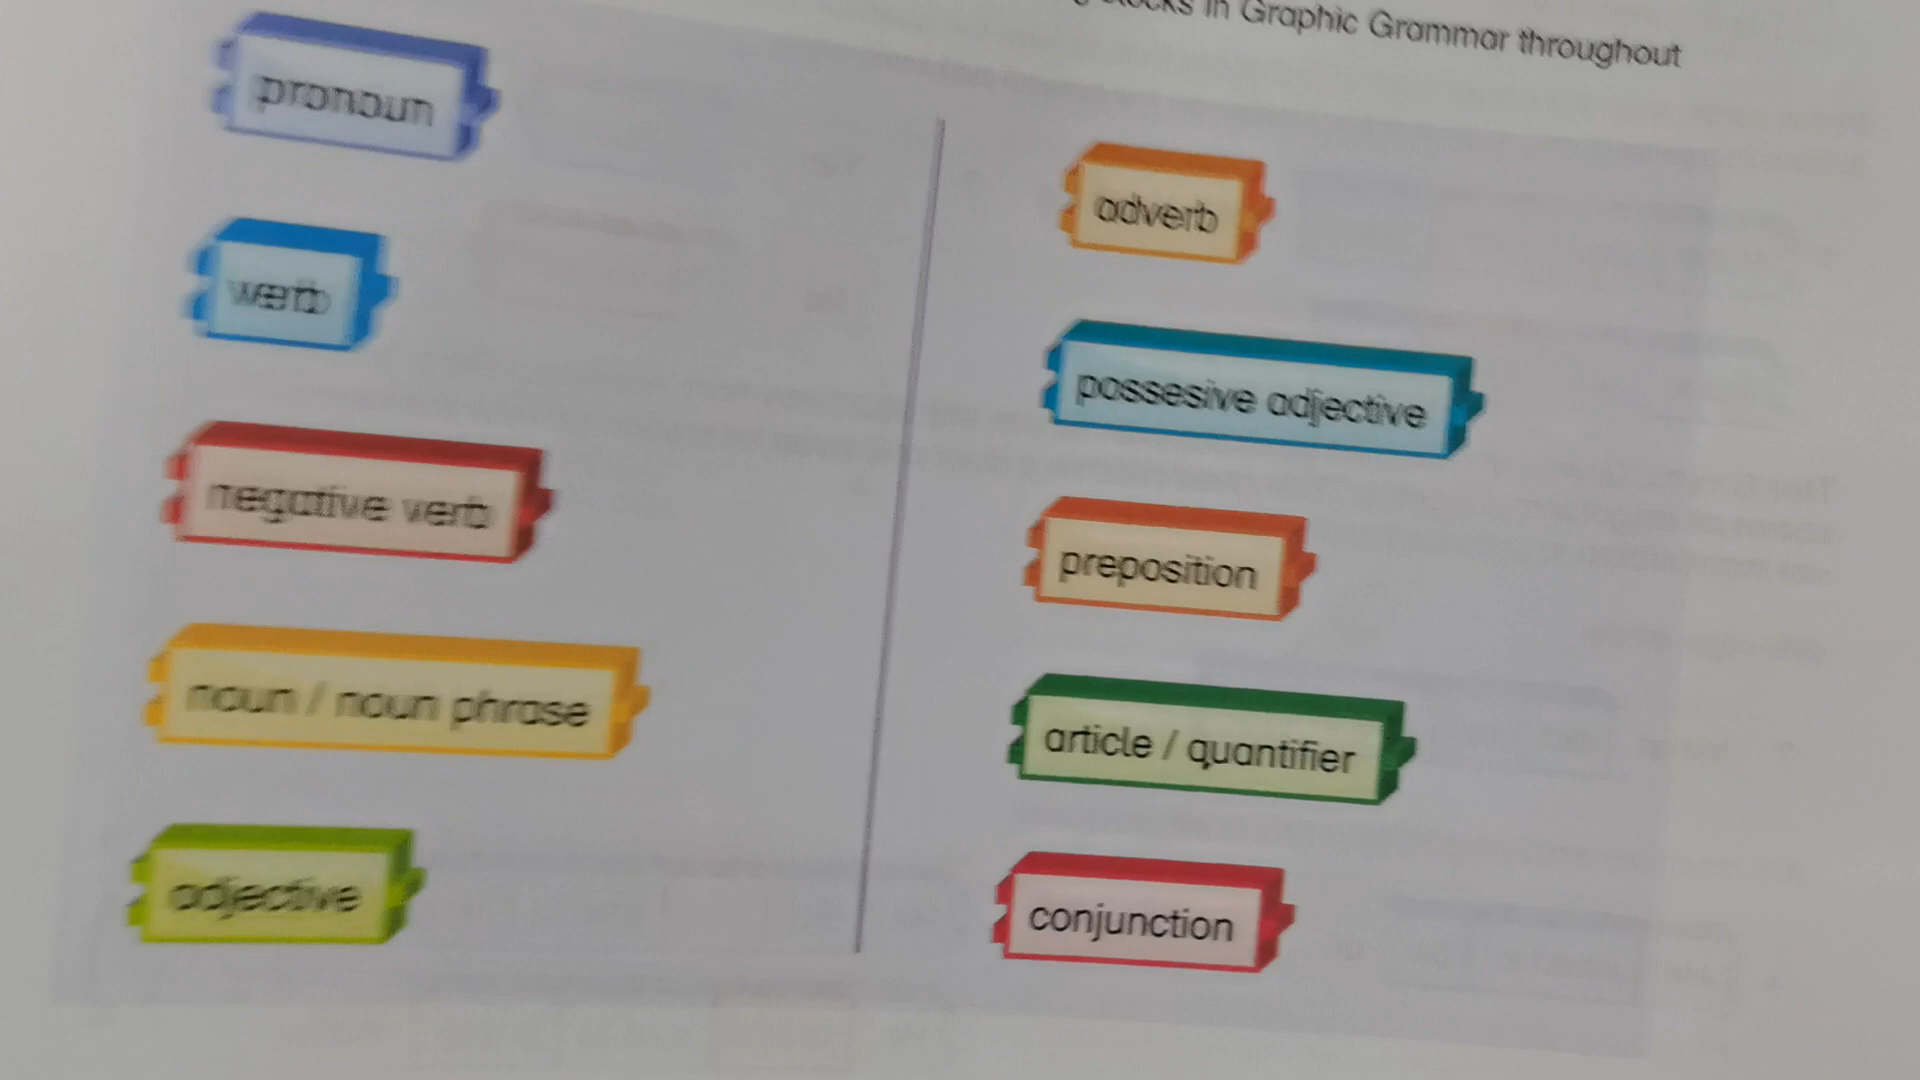 in Graphic Grammar throughout
pronoun
verb
negative verb
noun / noun phrase
adjective
adverb
possesive adjective
preposition
article / quantifier
conjunction